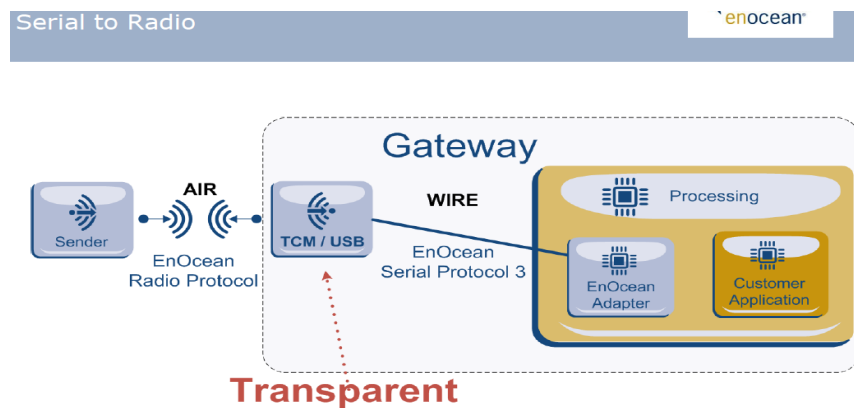 Serial to Radio
enocean
Gateway
AIR
WIRE
Processing
Sender
TCM / USB
EnOcean
Radio Protocol
EnOcean
Serial Protocol 3
EnOcean
Adapter
Customer
Application
Transparent